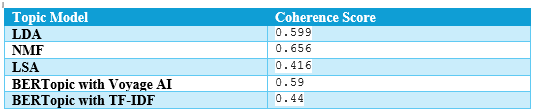 Topic Model Coherence Score
LDA 0.599
NMF 0.656
LSA 0.416
BERTopic with Voyage AI 0.59
BERTopic with TF-IDF 0.44